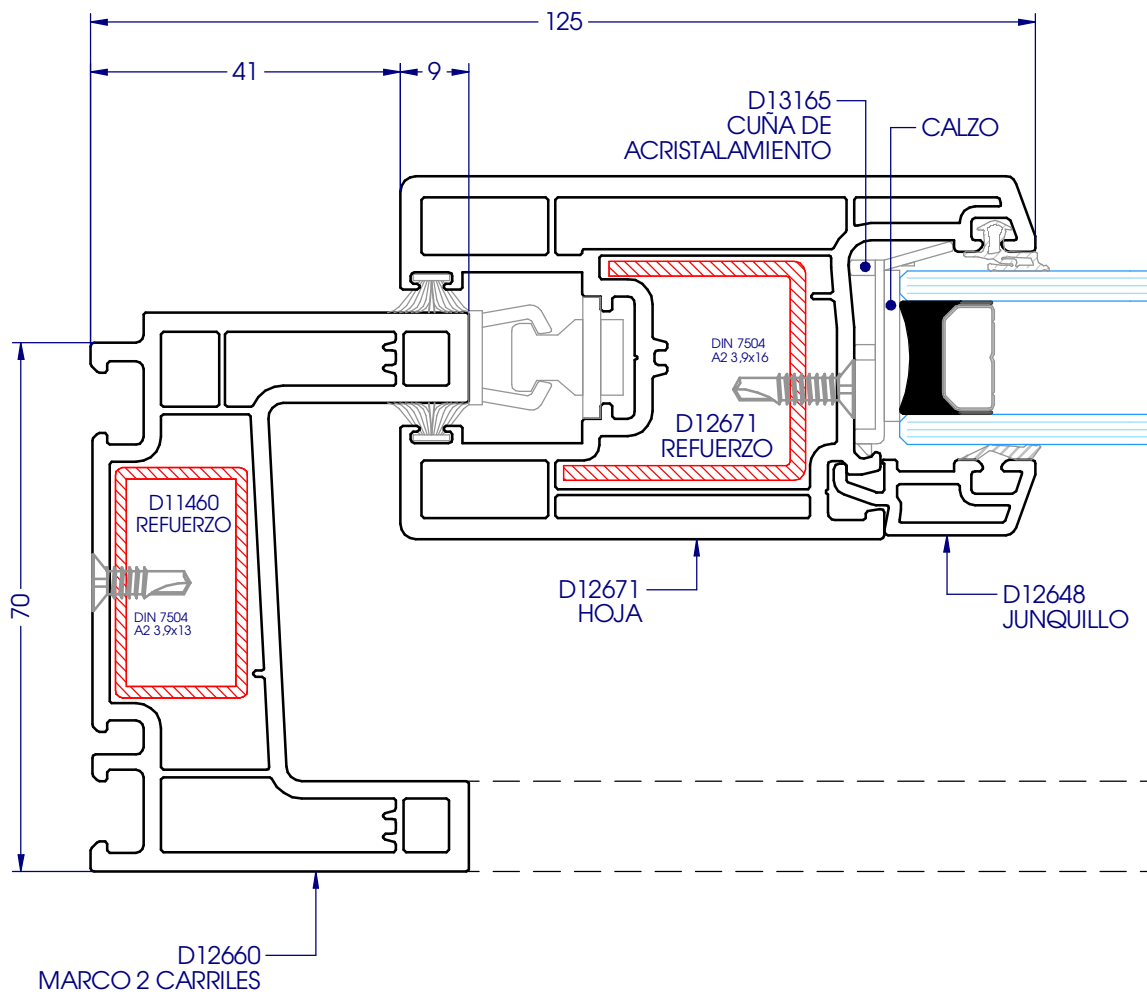 125
41
9
D13165
CUÑA DE
ACRISTALAMIENTO
CALZO
DIN 7504
A2 3,9x16
D12671
REFUERZO
D11460
REFUERZO
DIN 7504
A2 3,9x13
70
D12671
HOJA
D12648
JUNQUILLO
D12660
MARCO 2 CARRILES